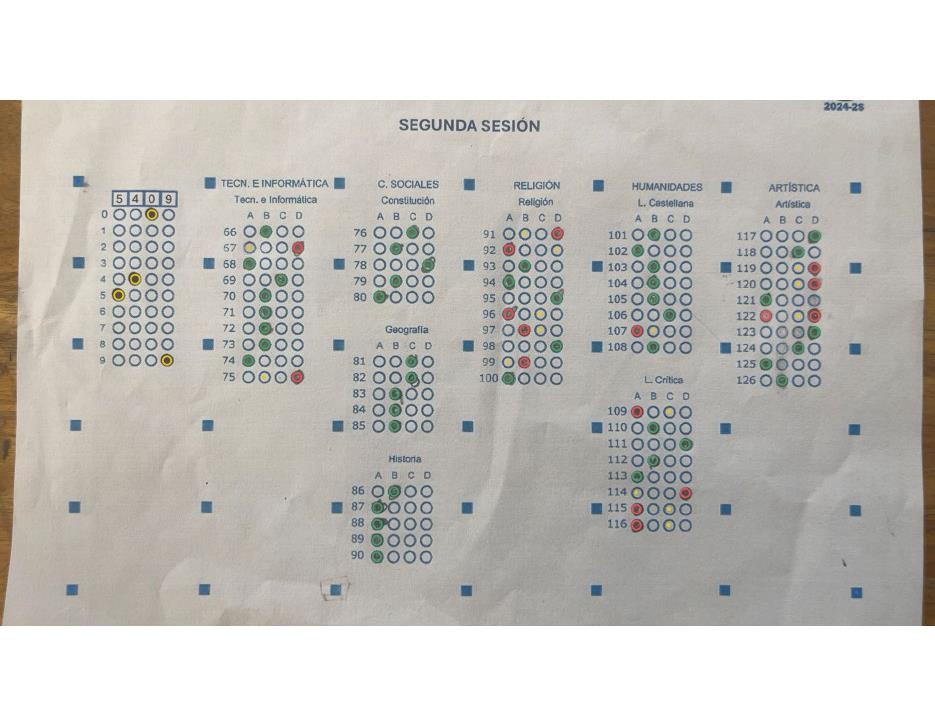 2024-2S
SEGUNDA SESIÓN
5 4 0 9
0
1
2
3
4
5
6
7
8
9
TECN. E INFORMÁTICA
Tecn. e Informática
A B C D
66
67
68
69
70
71
72
73
74
75
C. SOCIALES
Constitución
A B C D
76
77
78
79
80
Geografía
A B C D
81
82
83
84
85
Historia
A B C D
86
87
88
89
90
RELIGIÓN
Religión
A B C D
91
92
93
94
95
96
97
98
99
100
HUMANIDADES
L. Castellana
A B C D
101
102
103
104
105
106
107
108
L. Crítica
A B C D
109
110
111
112
113
114
115
116
ARTÍSTICA
Artística
A B C D
117
118
119
120
121
122
123
124
125
126